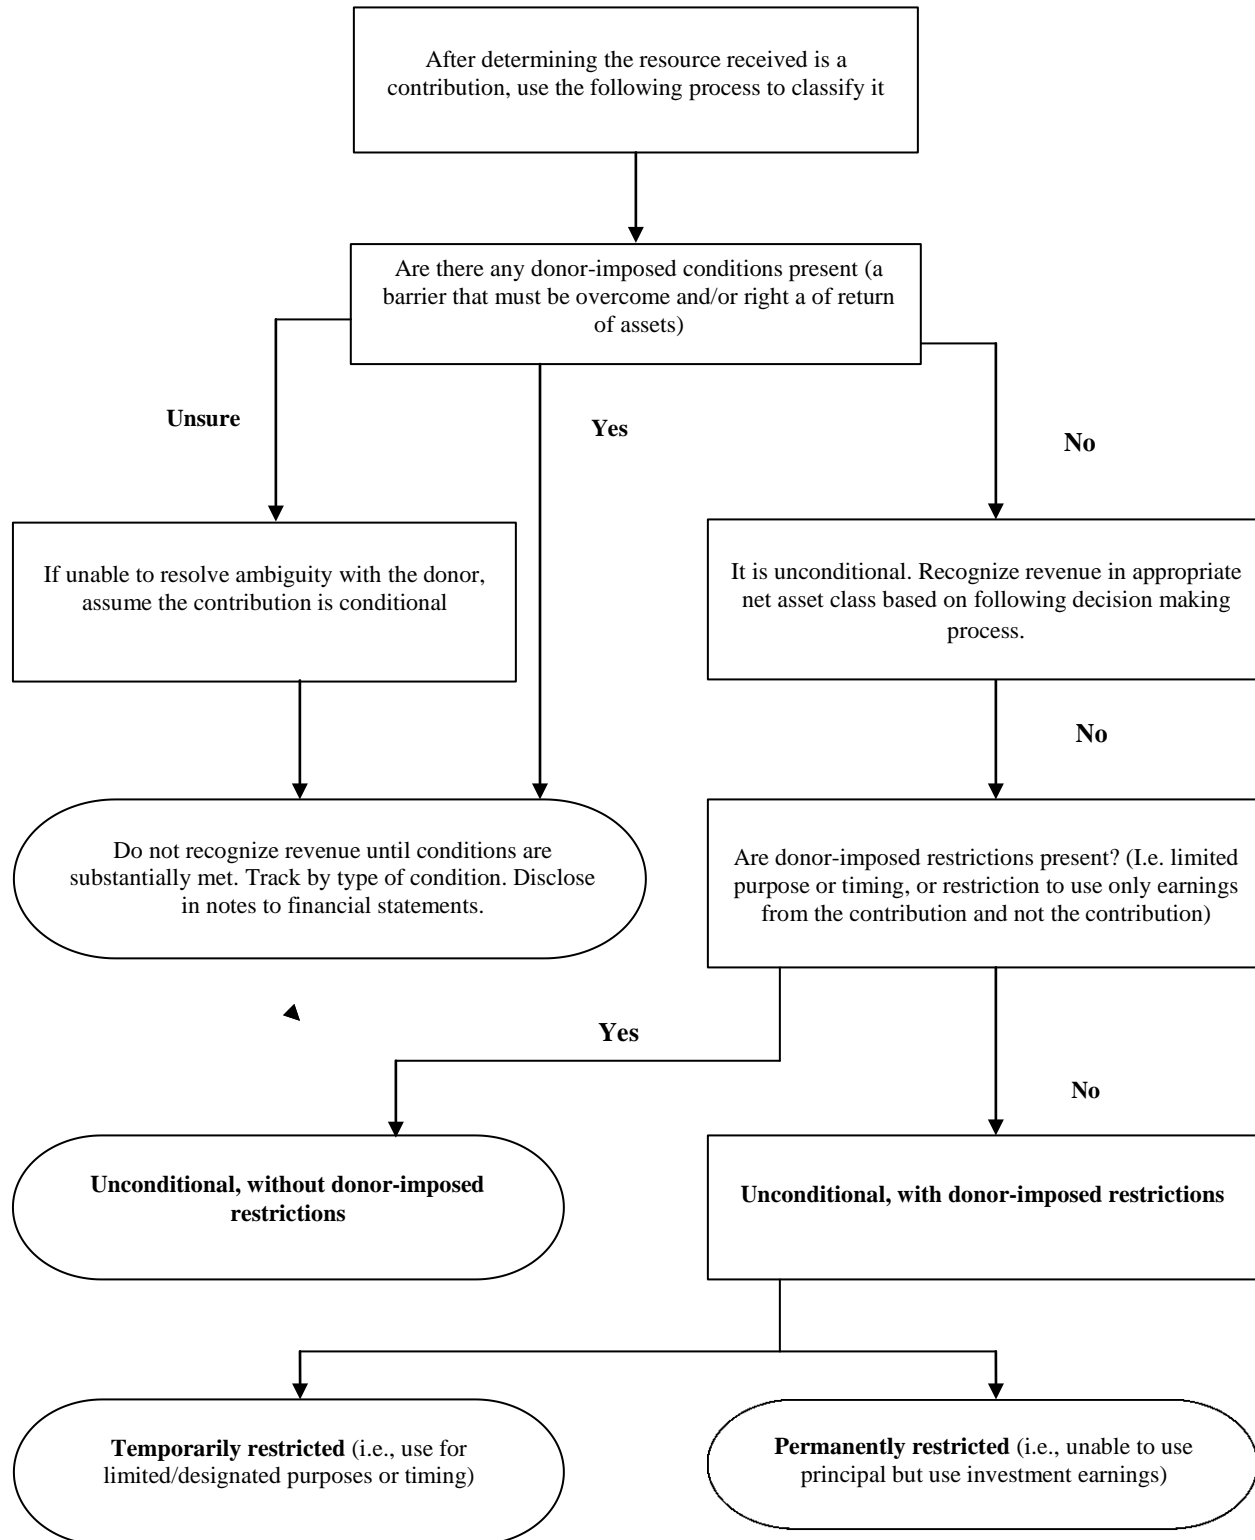 After determining the resource received is a
contribution, use the following process to classify it
Are there any donor-imposed conditions present (a
barrier that must be overcome and/or right a of return
of assets)
Unsure
Yes
No
If unable to resolve ambiguity with the donor,
assume the contribution is conditional
It is unconditional. Recognize revenue in appropriate
net asset class based on following decision making
process.
No
Do not recognize revenue until conditions are
substantially met. Track by type of condition. Disclose
in notes to financial statements.
Are donor-imposed restrictions present? (I.e. limited
purpose or timing, or restriction to use only earnings
from the contribution and not the contribution)
Yes
No
Unconditional, without donor-imposed
restrictions
Unconditional, with donor-imposed restrictions
Temporarily restricted (i.e., use for
limited/designated purposes or timing)
Permanently restricted (i.e., unable to use
principal but use investment earnings)